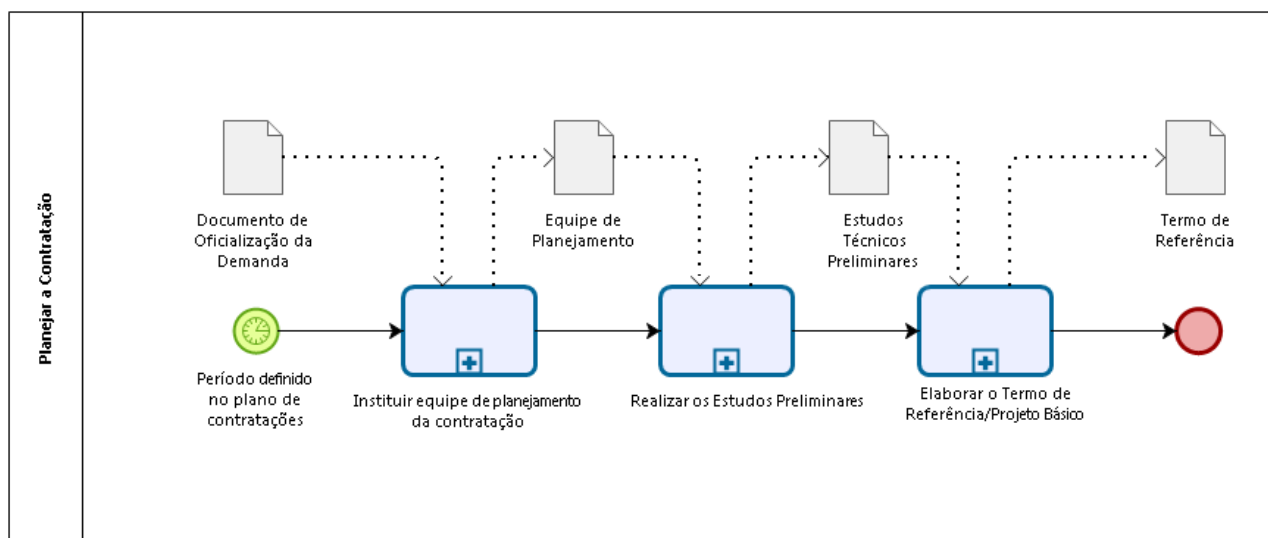 Planejar a Contratação
Documento de
Oficialização da
Demanda
Equipe de
Planejamento
Estudos
Técnicos
Preliminares
Termo de
Referência
Período definido
no plano de
contratações
Instituir equipe de planejamento
da contratação
Realizar os Estudos Preliminares
Elaborar o Termo de
Referência/Projeto Básico